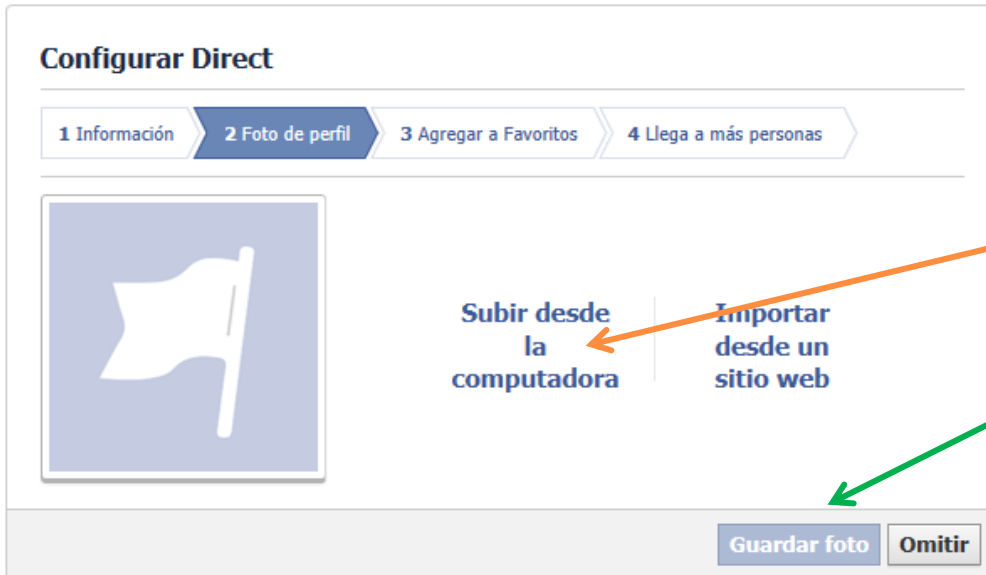 Configurar Direct
1 Información 2 Foto de perfil 3 Agregar a Favoritos 4 Llega a más personas
Subir desde
la
computadora
Importar
desde un
sitio web
Guardar foto Omitir